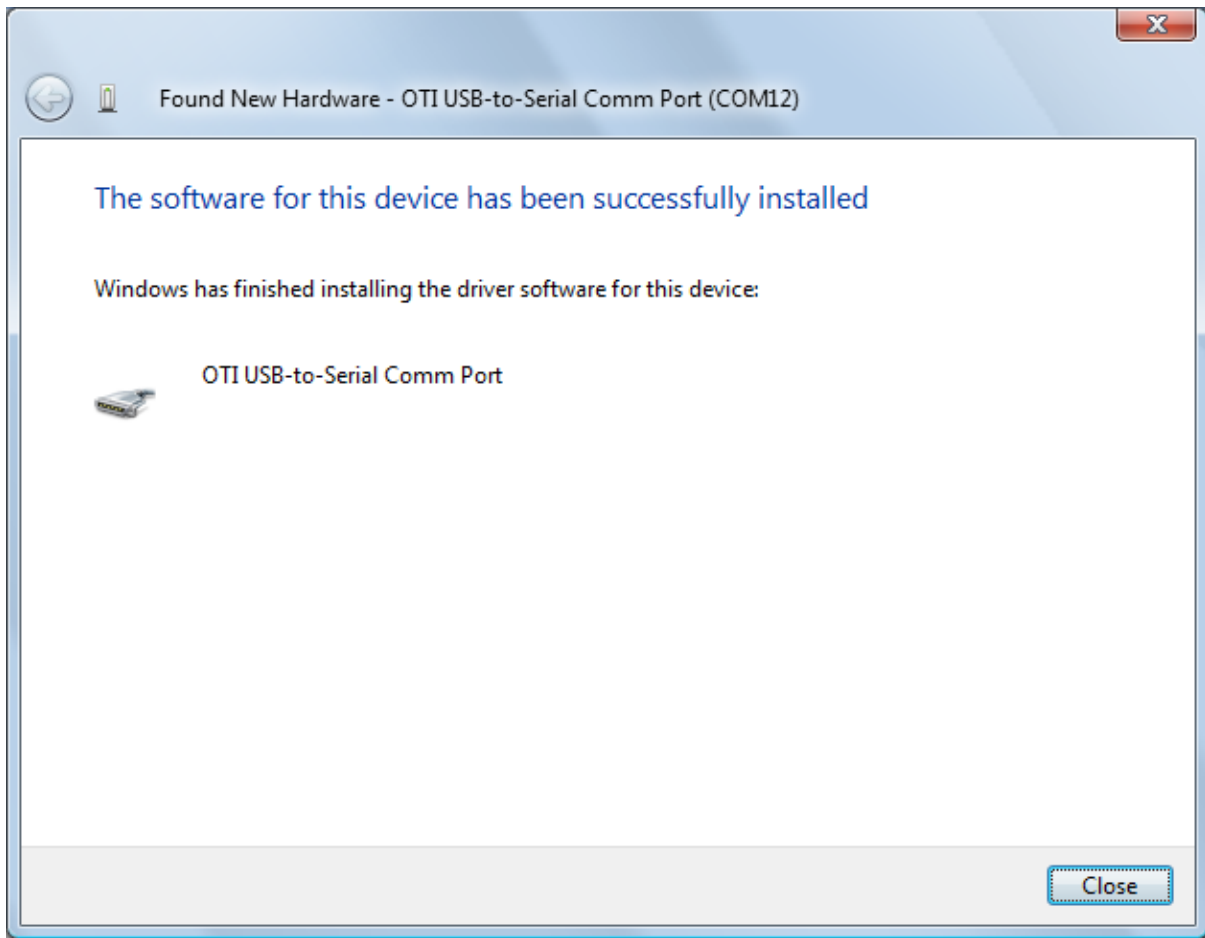 Found New Hardware - OTI USB-to-Serial Comm Port (COM12)
The software for this device has been successfully installed
Windows has finished installing the driver software for this device:
OTI USB-to-Serial Comm Port
Close